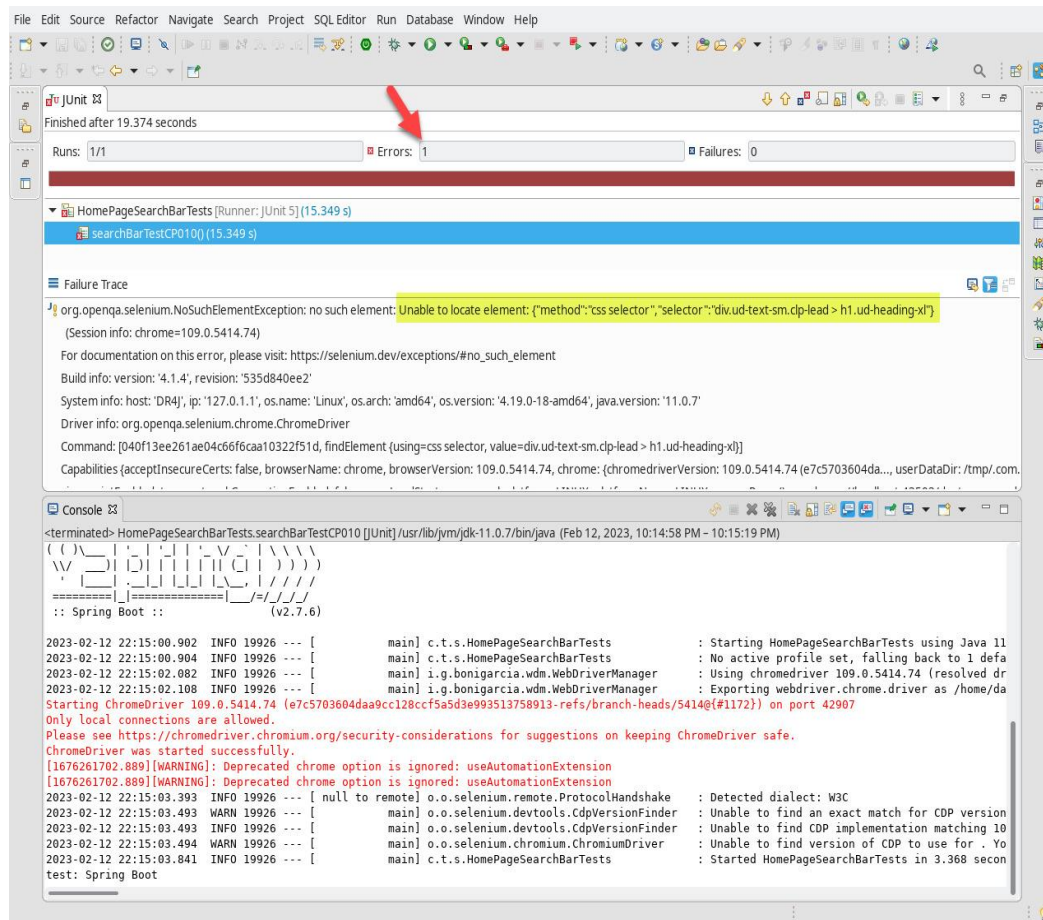 File Edit Source Refactor Navigate Search Project SQL Editor Run Database Window Help
JUnit
Finished after 19.374 seconds
Runs: 1/1 Errors: 1 Failures: 0
HomePageSearchBarTests [Runner: JUnit 5] (15.349 s)
searchBarTestCP010() (15.349 s)
Failure Trace
org.openqa.selenium.NoSuchElementException: no such element: Unable to locate element: {"method":"css selector","selector":"div.ud-text-sm.clp-lead > h1.ud-heading-xl"}
(Session info: chrome=109.0.5414.74)
For documentation on this error, please visit: https://selenium.dev/exceptions/#no_such_element
Build info: version: '4.1.4', revision: '535d840ee2'
System info: host: 'DR4J', ip: '127.0.1.1', os.name: 'Linux', os.arch: 'amd64', os.version: '4.19.0-18-amd64', java.version: '11.0.7'
Driver info: org.openqa.selenium.chrome.ChromeDriver
Command: [040f13ee261ae04c66f6caa10322f51d, findElement {using=css selector, value=div.ud-text-sm.clp-lead > h1.ud-heading-xl}]
Capabilities {acceptInsecureCerts: false, browserName: chrome, browserVersion: 109.0.5414.74, chrome: {chromedriverVersion: 109.0.5414.74 (e7c5703604da..., userDataDir: /tmp/.com.
Console
<terminated> HomePageSearchBarTests.searchBarTestCP010 [JUnit] /usr/lib/jvm/jdk-11.0.7/bin/java (Feb 12, 2023, 10:14:58 PM – 10:15:19 PM)
:: Spring Boot :: (v2.7.6)
2023-02-12 22:15:00.902 INFO 19926 --- [ main] c.t.s.HomePageSearchBarTests : Starting HomePageSearchBarTests using Java 11
2023-02-12 22:15:00.904 INFO 19926 --- [ main] c.t.s.HomePageSearchBarTests : No active profile set, falling back to 1 defa
2023-02-12 22:15:02.082 INFO 19926 --- [ main] i.g.bonigarcia.wdm.WebDriverManager : Using chromedriver 109.0.5414.74 (resolved dr
2023-02-12 22:15:02.108 INFO 19926 --- [ main] i.g.bonigarcia.wdm.WebDriverManager : Exporting webdriver.chrome.driver as /home/da
Starting ChromeDriver 109.0.5414.74 (e7c5703604daa9cc128ccf5a5d3e993513758913-refs/branch-heads/5414@{#1172}) on port 42907
Only local connections are allowed.
Please see https://chromedriver.chromium.org/security-considerations for suggestions on keeping ChromeDriver safe.
ChromeDriver was started successfully.
[1676261702.889][WARNING]: Deprecated chrome option is ignored: useAutomationExtension
[1676261702.889][WARNING]: Deprecated chrome option is ignored: useAutomationExtension
2023-02-12 22:15:03.393 INFO 19926 --- [ null to remote] o.o.selenium.remote.ProtocolHandshake : Detected dialect: W3C
2023-02-12 22:15:03.493 WARN 19926 --- [ main] o.o.selenium.devtools.CdpVersionFinder : Unable to find an exact match for CDP version
2023-02-12 22:15:03.493 INFO 19926 --- [ main] o.o.selenium.devtools.CdpVersionFinder : Unable to find CDP implementation matching 10
2023-02-12 22:15:03.494 WARN 19926 --- [ main] o.o.selenium.chromium.ChromiumDriver : Unable to find version of CDP to use for . Yo
2023-02-12 22:15:03.841 INFO 19926 --- [ main] c.t.s.HomePageSearchBarTests : Started HomePageSearchBarTests in 3.368 secon
test: Spring Boot